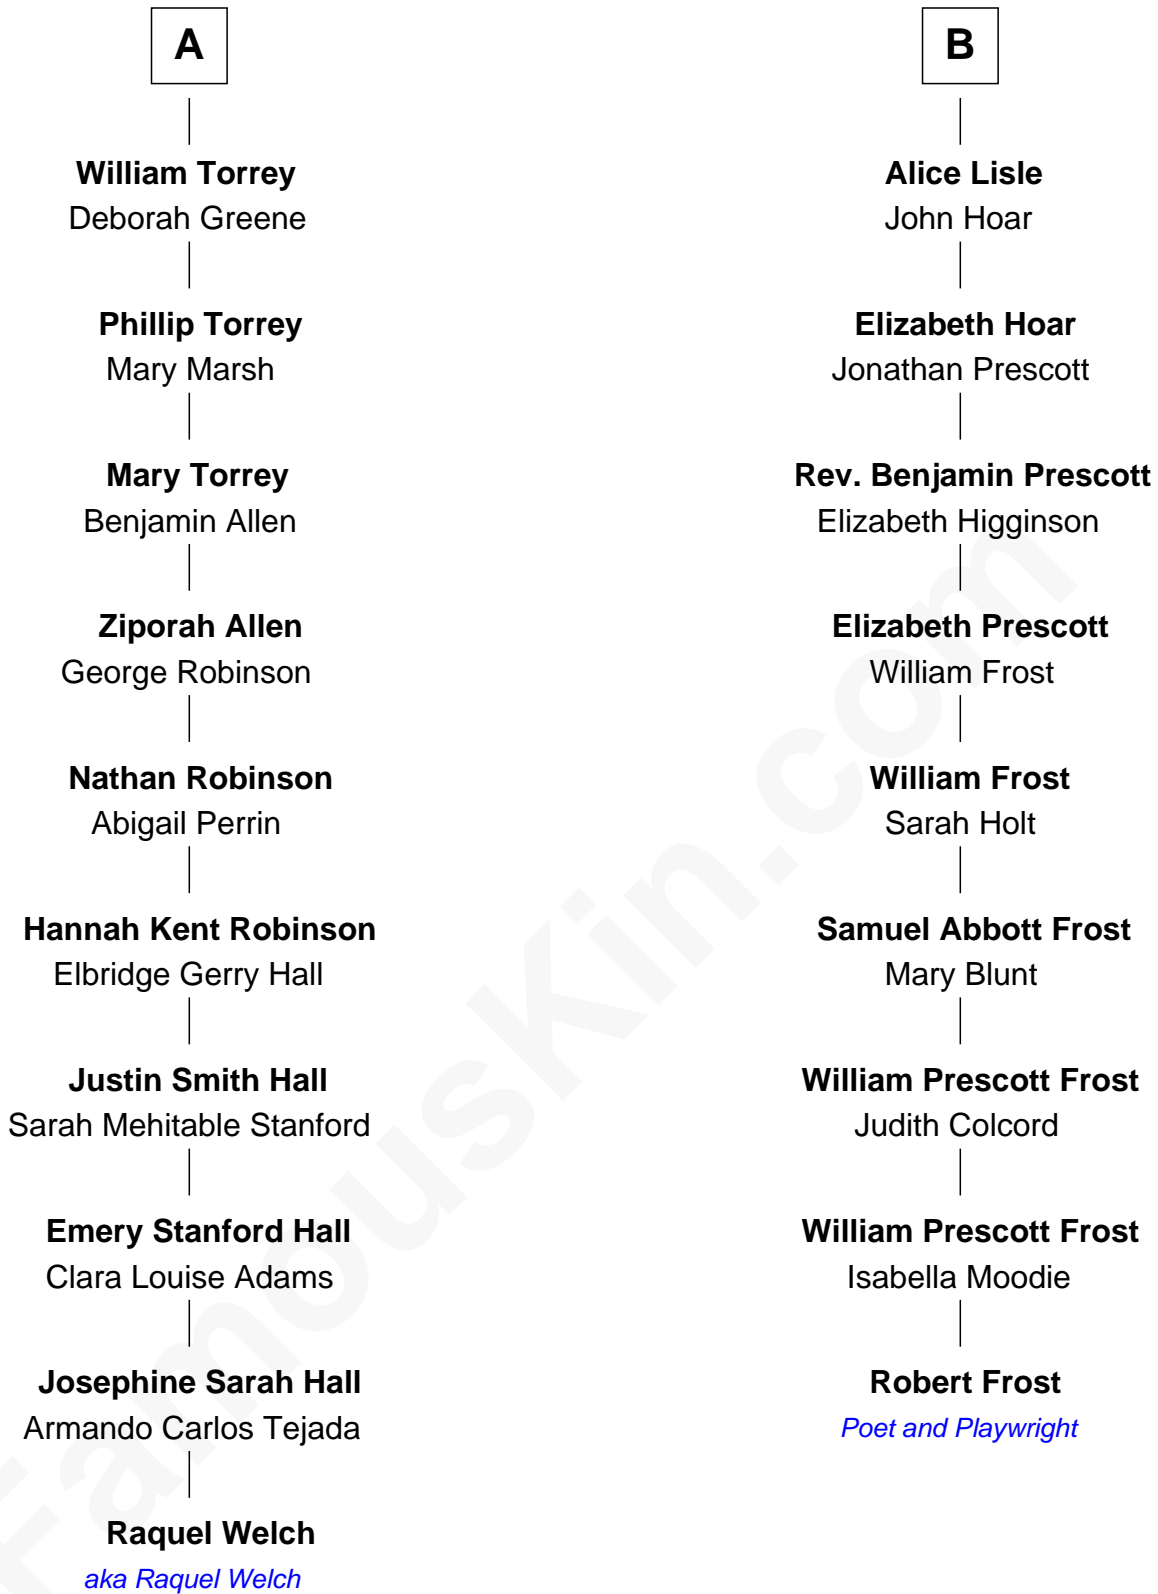 A
William Torrey
Deborah Greene
Phillip Torrey
Mary Marsh
Mary Torrey
Benjamin Allen
Ziporah Allen
George Robinson
Nathan Robinson
Abigail Perrin
Hannah Kent Robinson
Elbridge Gerry Hall
Justin Smith Hall
Sarah Mehitable Stanford
Emery Stanford Hall
Clara Louise Adams
Josephine Sarah Hall
Armando Carlos Tejada
Raquel Welch
aka Raquel Welch
B
Alice Lisle
John Hoar
Elizabeth Hoar
Jonathan Prescott
Rev. Benjamin Prescott
Elizabeth Higginson
Elizabeth Prescott
William Frost
William Frost
Sarah Holt
Samuel Abbott Frost
Mary Blunt
William Prescott Frost
Judith Colcord
William Prescott Frost
Isabella Moodie
Robert Frost
Poet and Playwright
FamousKin.com